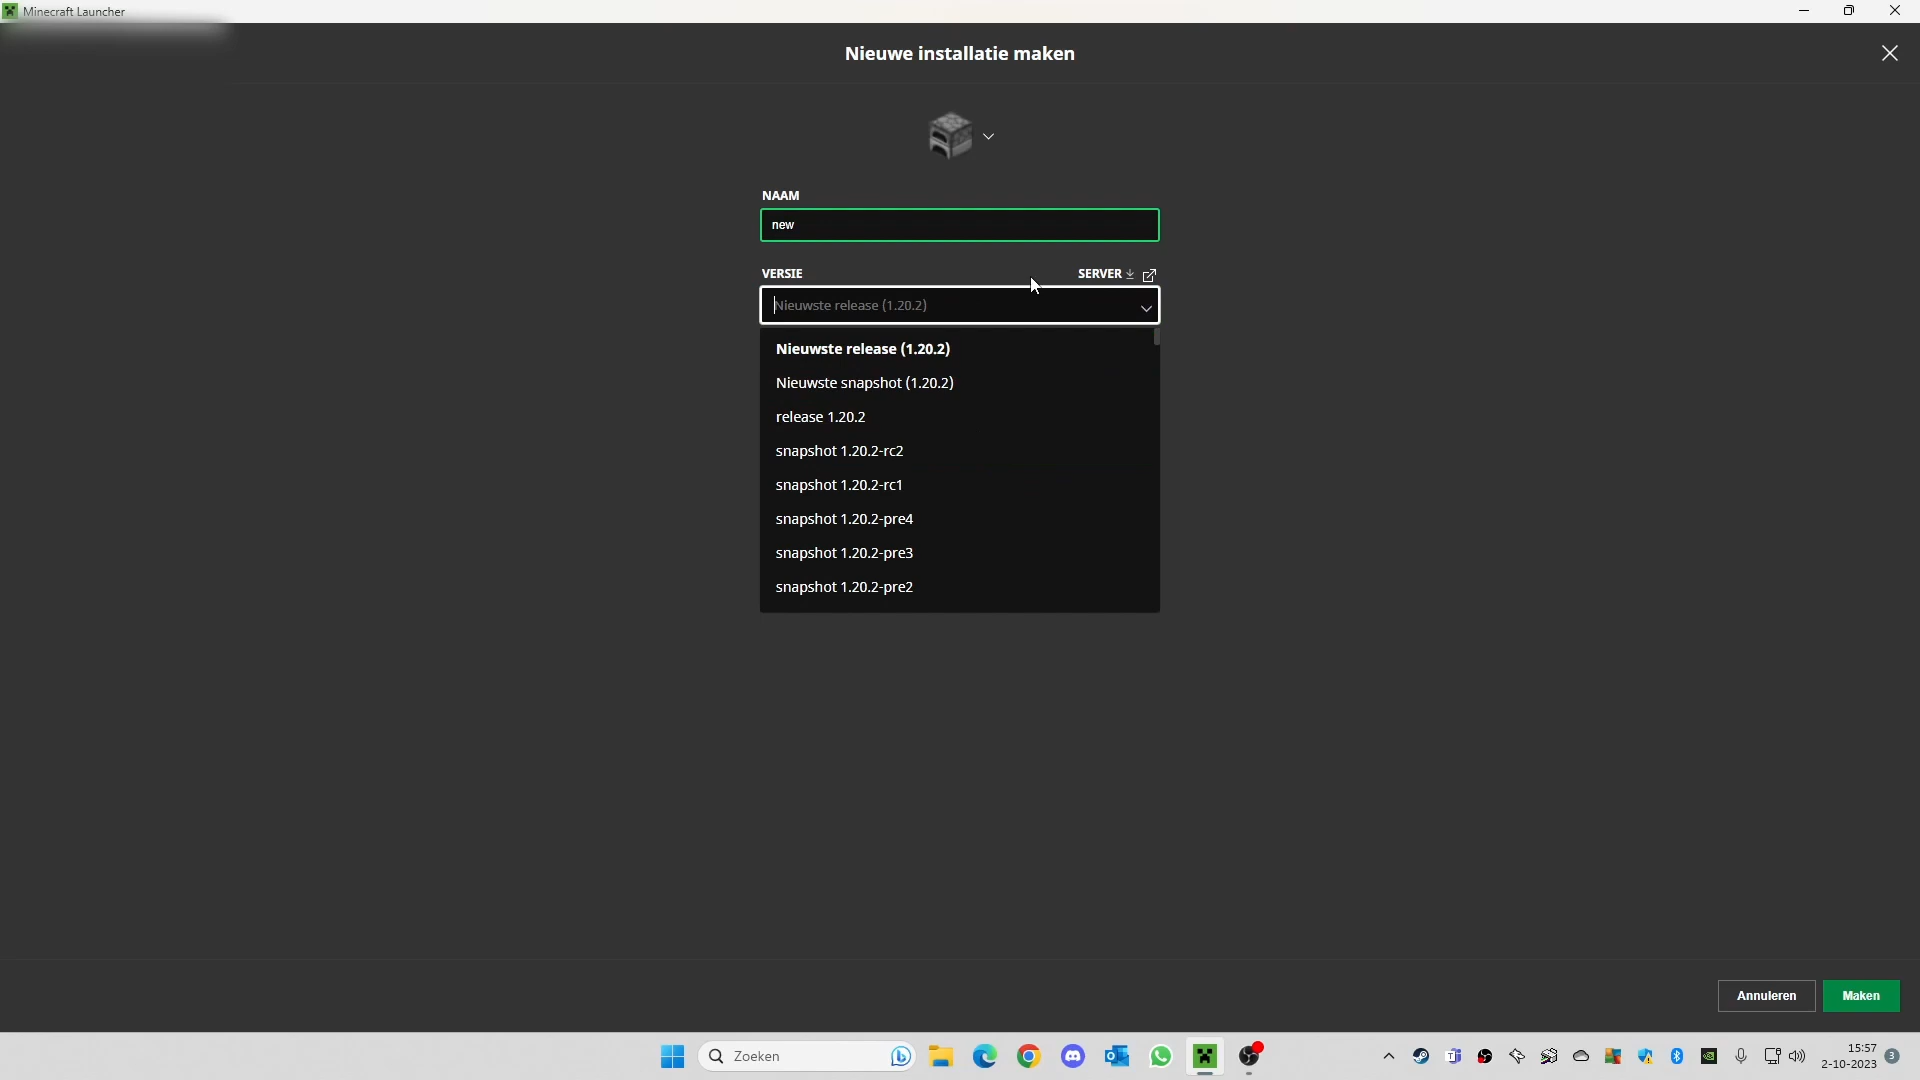 Minecraft Launcher
Nieuwe installatie maken
NAAM
new
VERSIE
SERVER
Nieuwste release (1.20.2)
Nieuwste release (1.20.2)
Nieuwste snapshot (1.20.2)
release 1.20.2
snapshot 1.20.2-rc2
snapshot 1.20.2-rc1
snapshot 1.20.2-pre4
snapshot 1.20.2-pre3
snapshot 1.20.2-pre2
Annuleren
Maken
Zoeken
15:57
2-10-2023
3